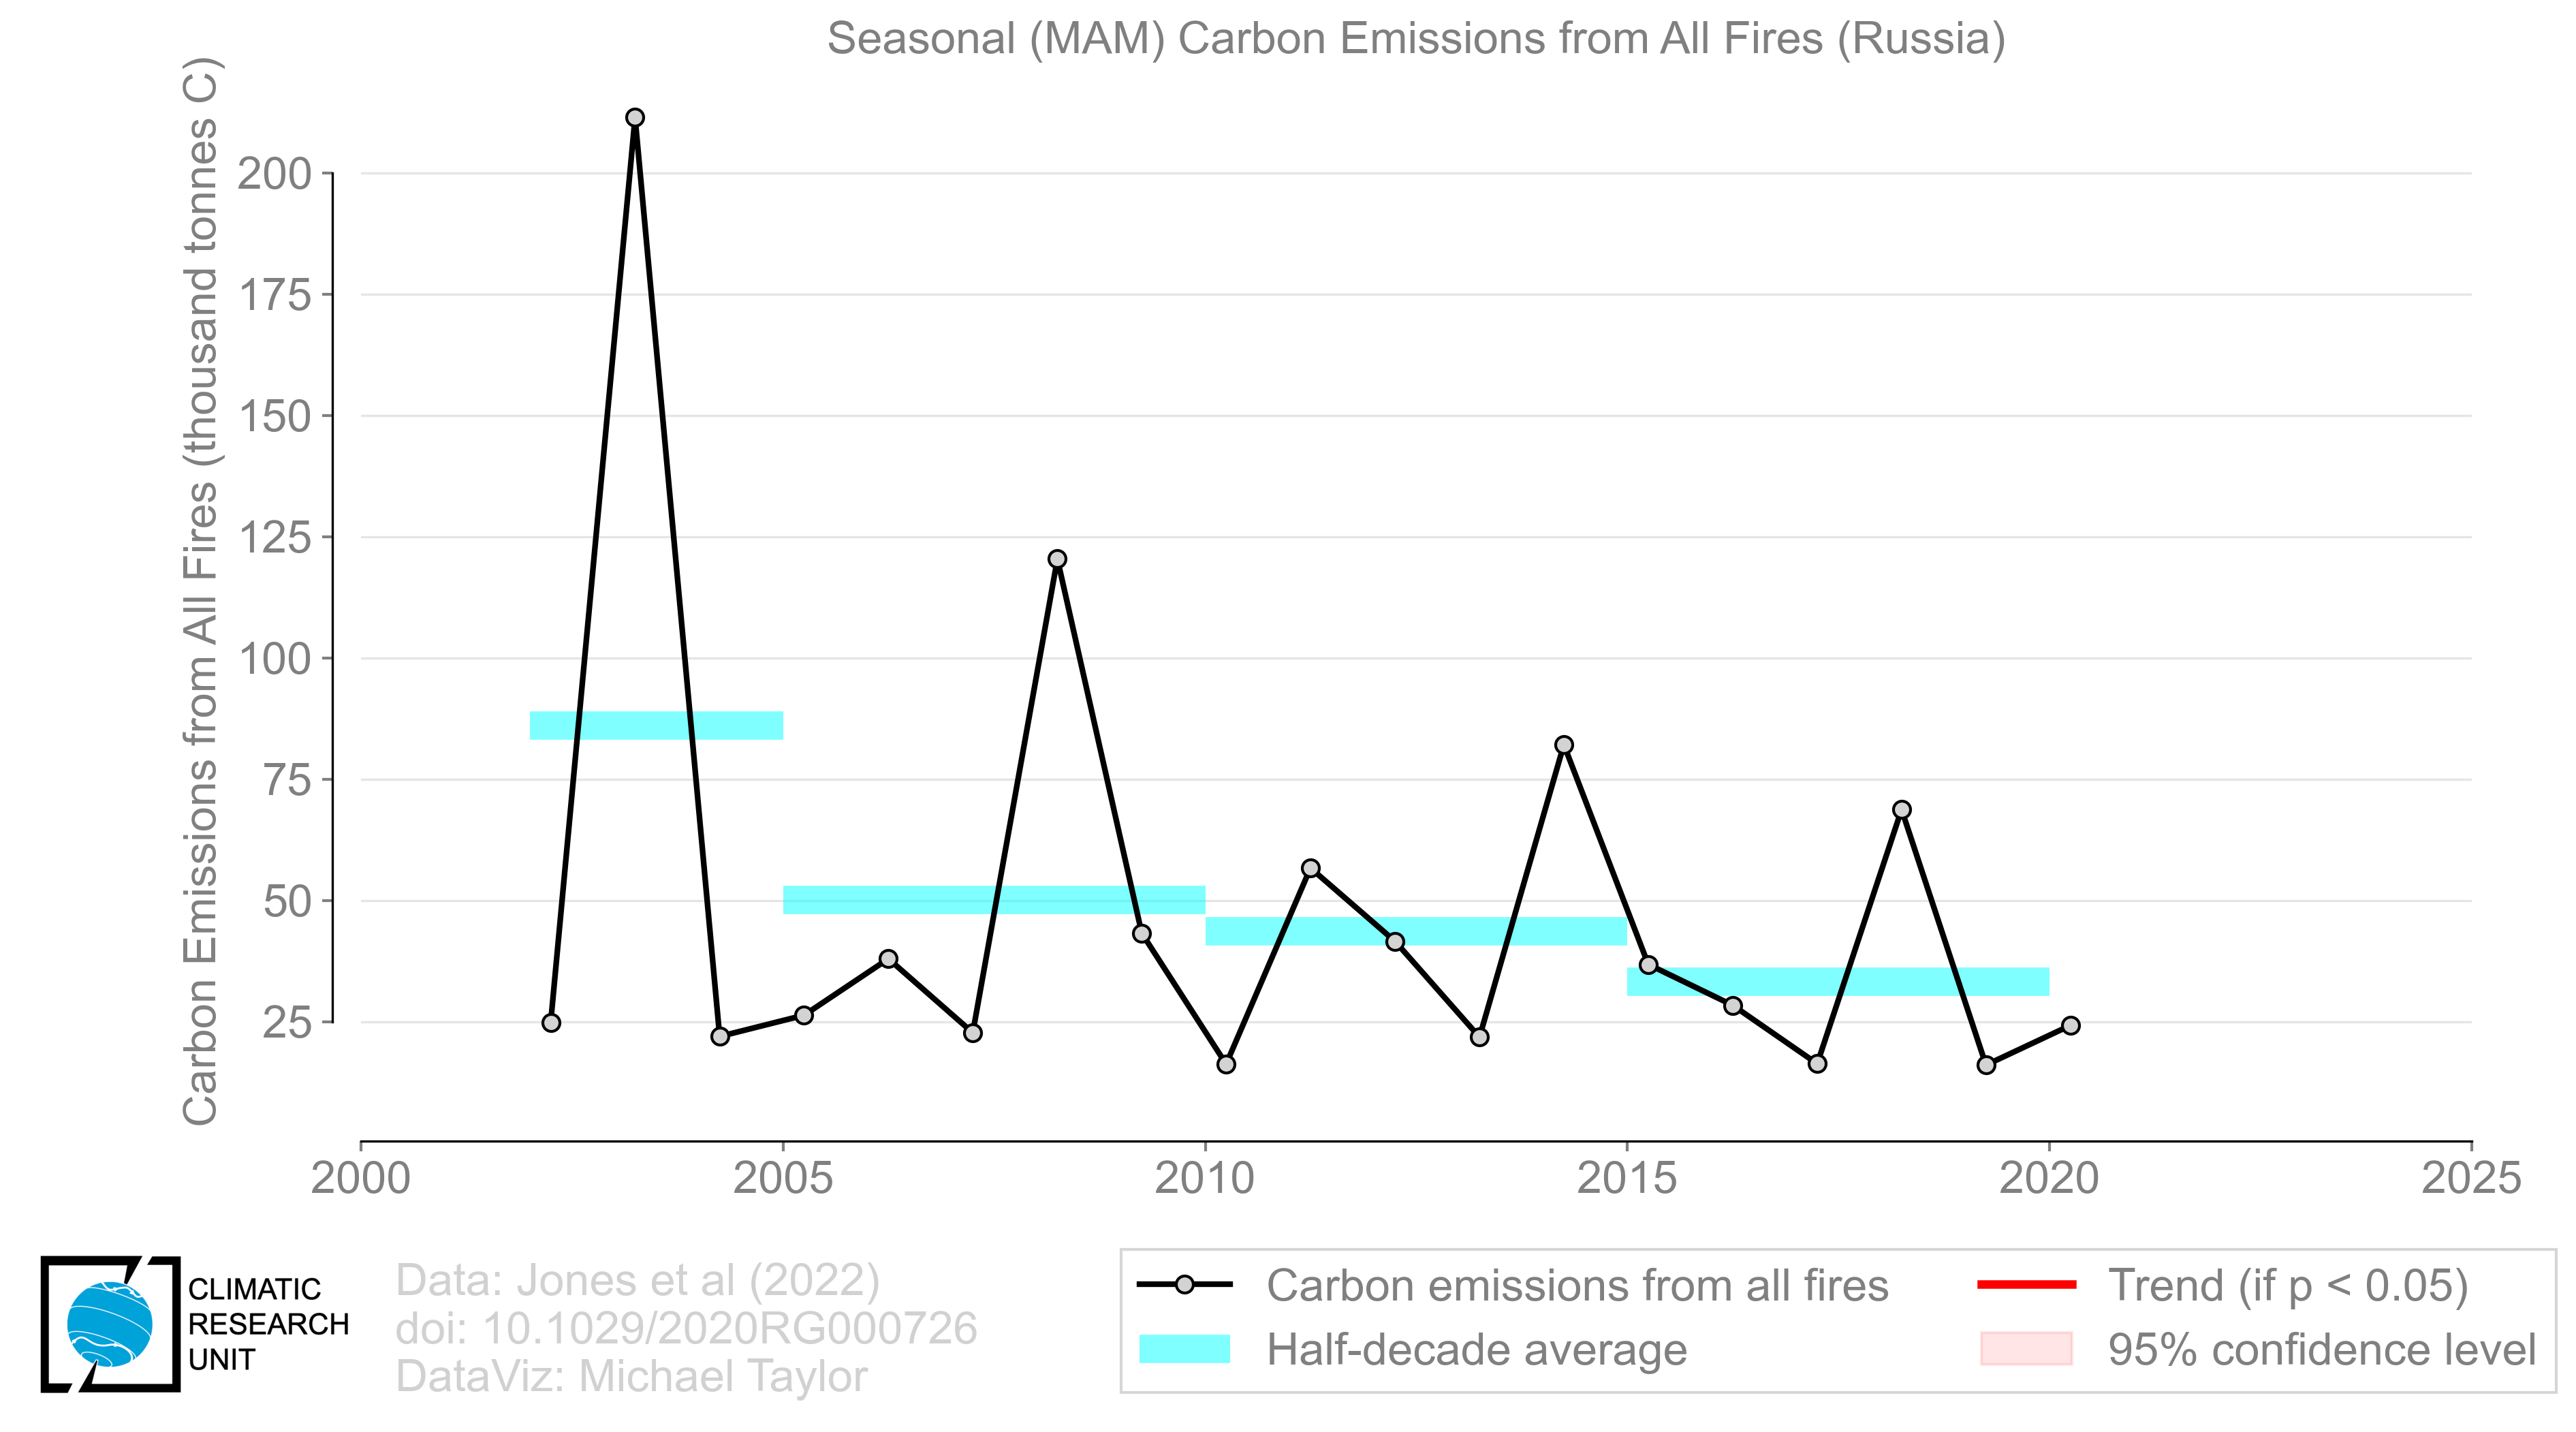 Seasonal (MAM) Carbon Emissions from All Fires (Russia)
Carbon Emissions from All Fires (thousand tonnes C)
200
175
150
125
100
75
50
25
2000 2005 2010 2015 2020 2025
CLIMATIC
RESEARCH
UNIT
Data: Jones et al (2022)
doi: 10.1029/2020RG000726
DataViz: Michael Taylor
Carbon emissions from all fires
Half-decade average
Trend (if p < 0.05)
95% confidence level